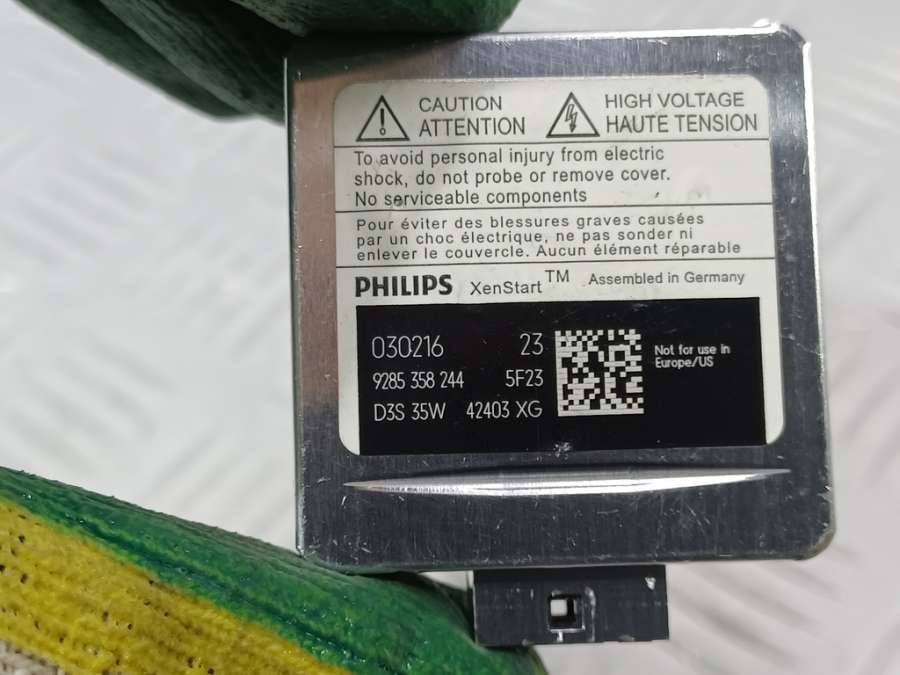 CAUTION
ATTENTION
HIGH VOLTAGE
HAUTE TENSION
To avoid personal injury from electric
shock, do not probe or remove cover.
No serviceable components
Pour éviter des blessures graves causées
par un choc électrique, ne pas sonder ni
enlever le couvercle. Aucun élément réparable
PHILIPS XenStart™ Assembled in Germany
030216 23
9285 358 244 5F23
D3S 35W 42403 XG
Not for use in
Europe/US